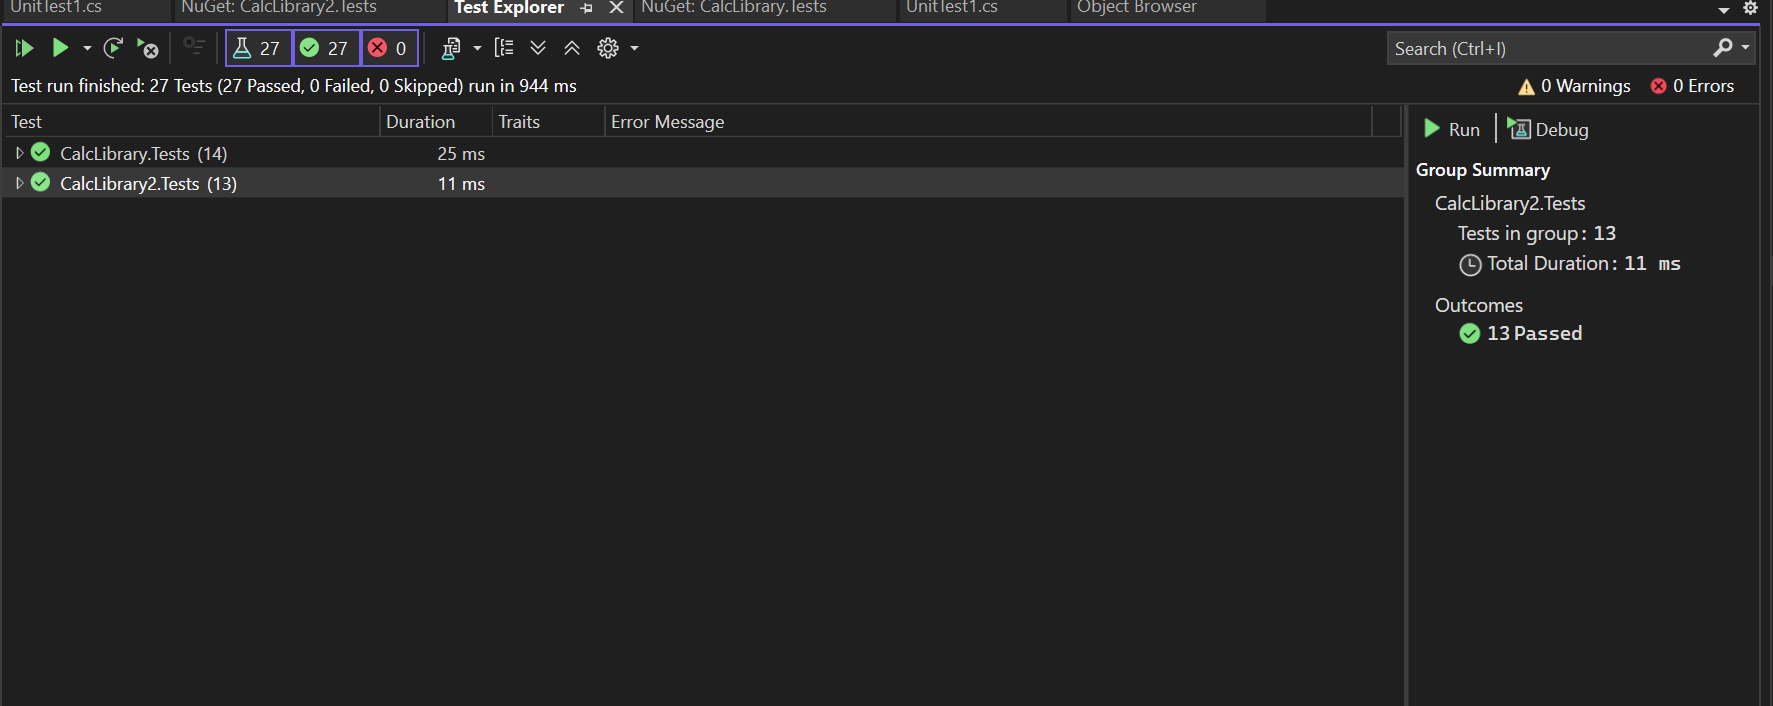 UnitTest1.cs NuGet: CalcLibrary2.Tests Test Explorer NuGet: CalcLibrary.Tests UnitTest1.cs Object Browser
27 27 0 Search (Ctrl+I)
Test run finished: 27 Tests (27 Passed, 0 Failed, 0 Skipped) run in 944 ms 0 Warnings 0 Errors
Test Duration Traits Error Message
CalcLibrary.Tests (14) 25 ms
CalcLibrary2.Tests (13) 11 ms
Run Debug
Group Summary
CalcLibrary2.Tests
Tests in group: 13
Total Duration: 11 ms
Outcomes
13 Passed